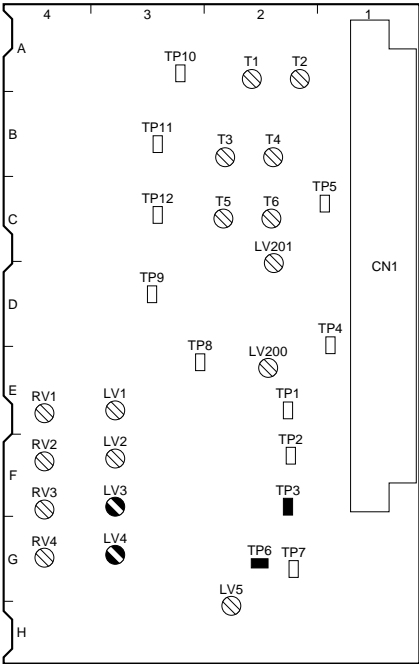 4 3 2 1
A
TP10 T1 T2
B
TP11 T3 T4
TP5
C
TP12 T5 T6
LV201
CN1
TP9
D
TP4
TP8 LV200
E
RV1 LV1 TP1
RV2 LV2 TP2
F
RV3 LV3 TP3
RV4 LV4 TP6 TP7
G
LV5
H